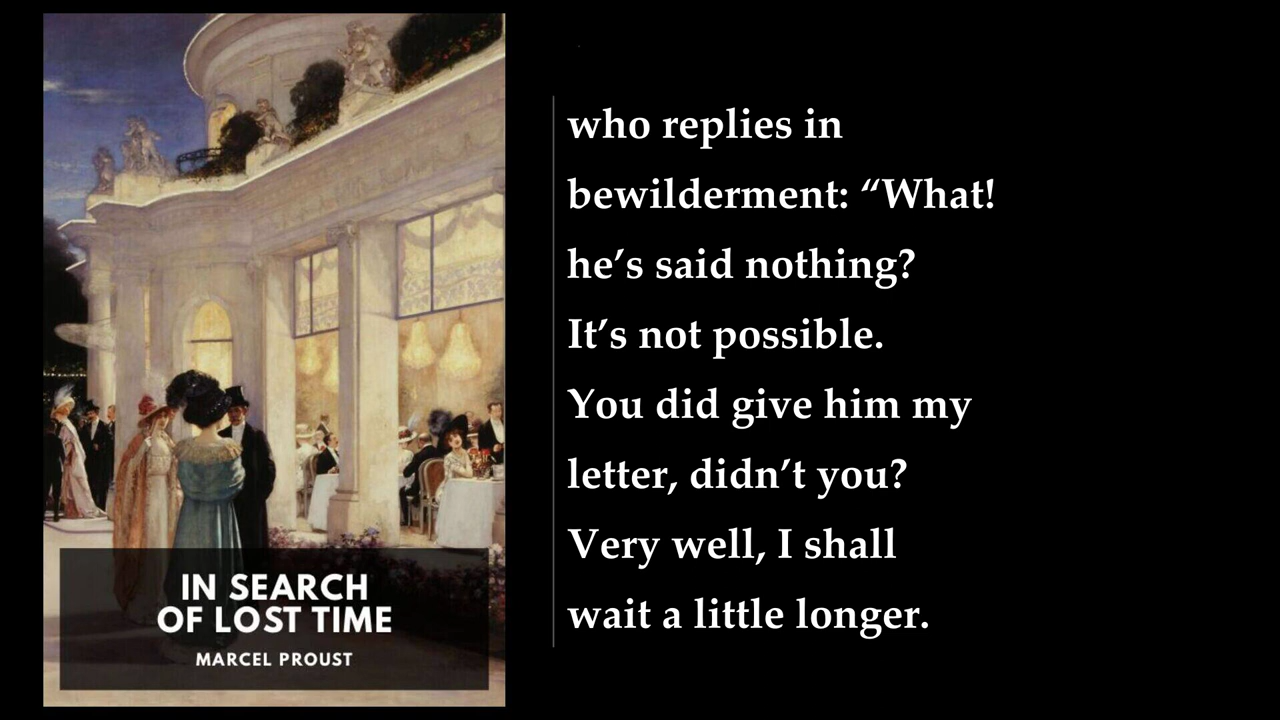 IN SEARCH
OF LOST TIME
MARCEL PROUST
who replies in
bewilderment: “What!
he’s said nothing?
It’s not possible.
You did give him my
letter, didn’t you?
Very well, I shall
wait a little longer.